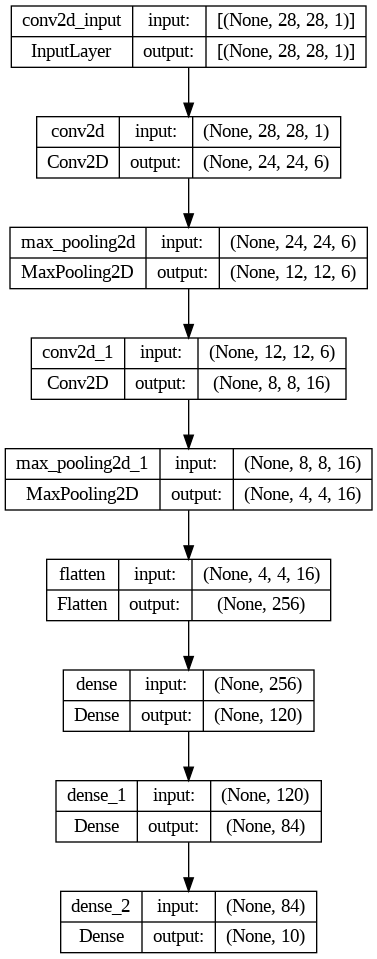 conv2d_input input: [(None, 28, 28, 1)]
InputLayer output: [(None, 28, 28, 1)]
conv2d input: (None, 28, 28, 1)
Conv2D output: (None, 24, 24, 6)
max_pooling2d input: (None, 24, 24, 6)
MaxPooling2D output: (None, 12, 12, 6)
conv2d_1 input: (None, 12, 12, 6)
Conv2D output: (None, 8, 8, 16)
max_pooling2d_1 input: (None, 8, 8, 16)
MaxPooling2D output: (None, 4, 4, 16)
flatten input: (None, 4, 4, 16)
Flatten output: (None, 256)
dense input: (None, 256)
Dense output: (None, 120)
dense_1 input: (None, 120)
Dense output: (None, 84)
dense_2 input: (None, 84)
Dense output: (None, 10)